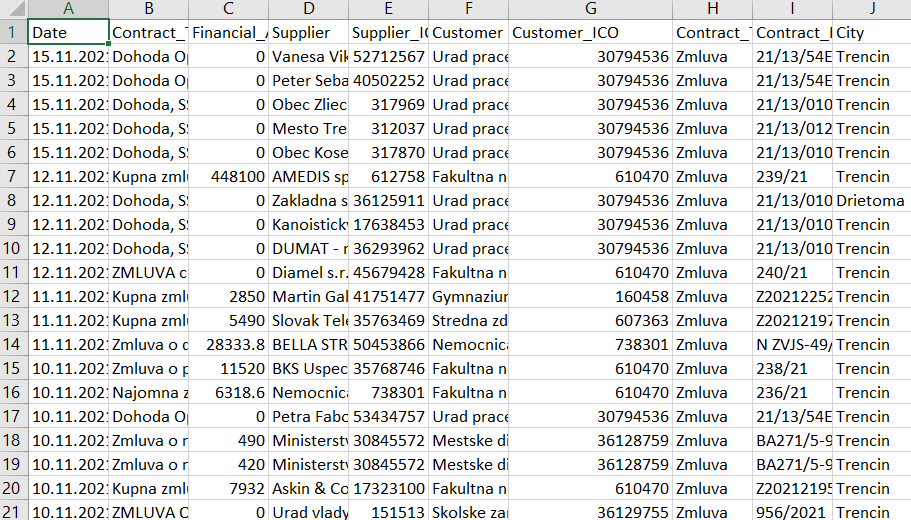 A B C D E F G H I J
1 Date Contract_ Financial_ Supplier Supplier_I Customer Customer_ICO Contract_ Contract_I City
2 15.11.202 Dohoda O 0 Vanesa Vik 52712567 Urad prace 30794536 Zmluva 21/13/54E Trencin
3 15.11.202 Dohoda O 0 Peter Seba 40502252 Urad prace 30794536 Zmluva 21/13/54E Trencin
4 15.11.202 Dohoda, S 0 Obec Zliec 317969 Urad prace 30794536 Zmluva 21/13/010 Trencin
5 15.11.202 Dohoda, S 0 Mesto Tre 312037 Urad prace 30794536 Zmluva 21/13/012 Trencin
6 15.11.202 Dohoda, S 0 Obec Kose 317870 Urad prace 30794536 Zmluva 21/13/010 Trencin
7 12.11.202 Kupna zml 448100 AMEDIS sp 612758 Fakultna n 610470 Zmluva 239/21 Trencin
8 12.11.202 Dohoda, S 0 Zakladna s 36125911 Urad prace 30794536 Zmluva 21/13/010 Drietoma
9 12.11.202 Dohoda, S 0 Kanoistick 17638453 Urad prace 30794536 Zmluva 21/13/010 Trencin
10 12.11.202 Dohoda, S 0 DUMAT - 36293962 Urad prace 30794536 Zmluva 21/13/010 Trencin
11 12.11.202 ZMLUVA c 0 Diamel s.r. 45679428 Fakultna n 610470 Zmluva 240/21 Trencin
12 11.11.202 Kupna zml 2850 Martin Gal 41751477 Gymnaziu 160458 Zmluva Z2021225 Trencin
13 11.11.202 Kupna zml 5490 Slovak Tele 35763469 Stredna zd 607363 Zmluva Z2021219 Trencin
14 11.11.202 Zmluva o 28333.8 BELLA STR 50453866 Nemocnic 738301 Zmluva N ZVJS-49/ Trencin
15 10.11.202 Zmluva o p 11520 BKS Uspec 35768746 Fakultna n 610470 Zmluva 238/21 Trencin
16 10.11.202 Najomna z 6318.6 Nemocnic 738301 Fakultna n 610470 Zmluva 236/21 Trencin
17 10.11.202 Dohoda O 0 Petra Fabo 53434757 Urad prace 30794536 Zmluva 21/13/54E Trencin
18 10.11.202 Zmluva o 490 Ministerst 30845572 Mestske di 36128759 Zmluva BA271/5-9 Trencin
19 10.11.202 Zmluva o 420 Ministerst 30845572 Mestske di 36128759 Zmluva BA271/5-9 Trencin
20 10.11.202 Kupna zml 7932 Askin & Co 17323100 Fakultna n 610470 Zmluva Z2021219 Trencin
21 10.11.202 ZMLUVA 0 Urad vlady 151513 Skolske za 36129755 Zmluva 956/2021 Trencin